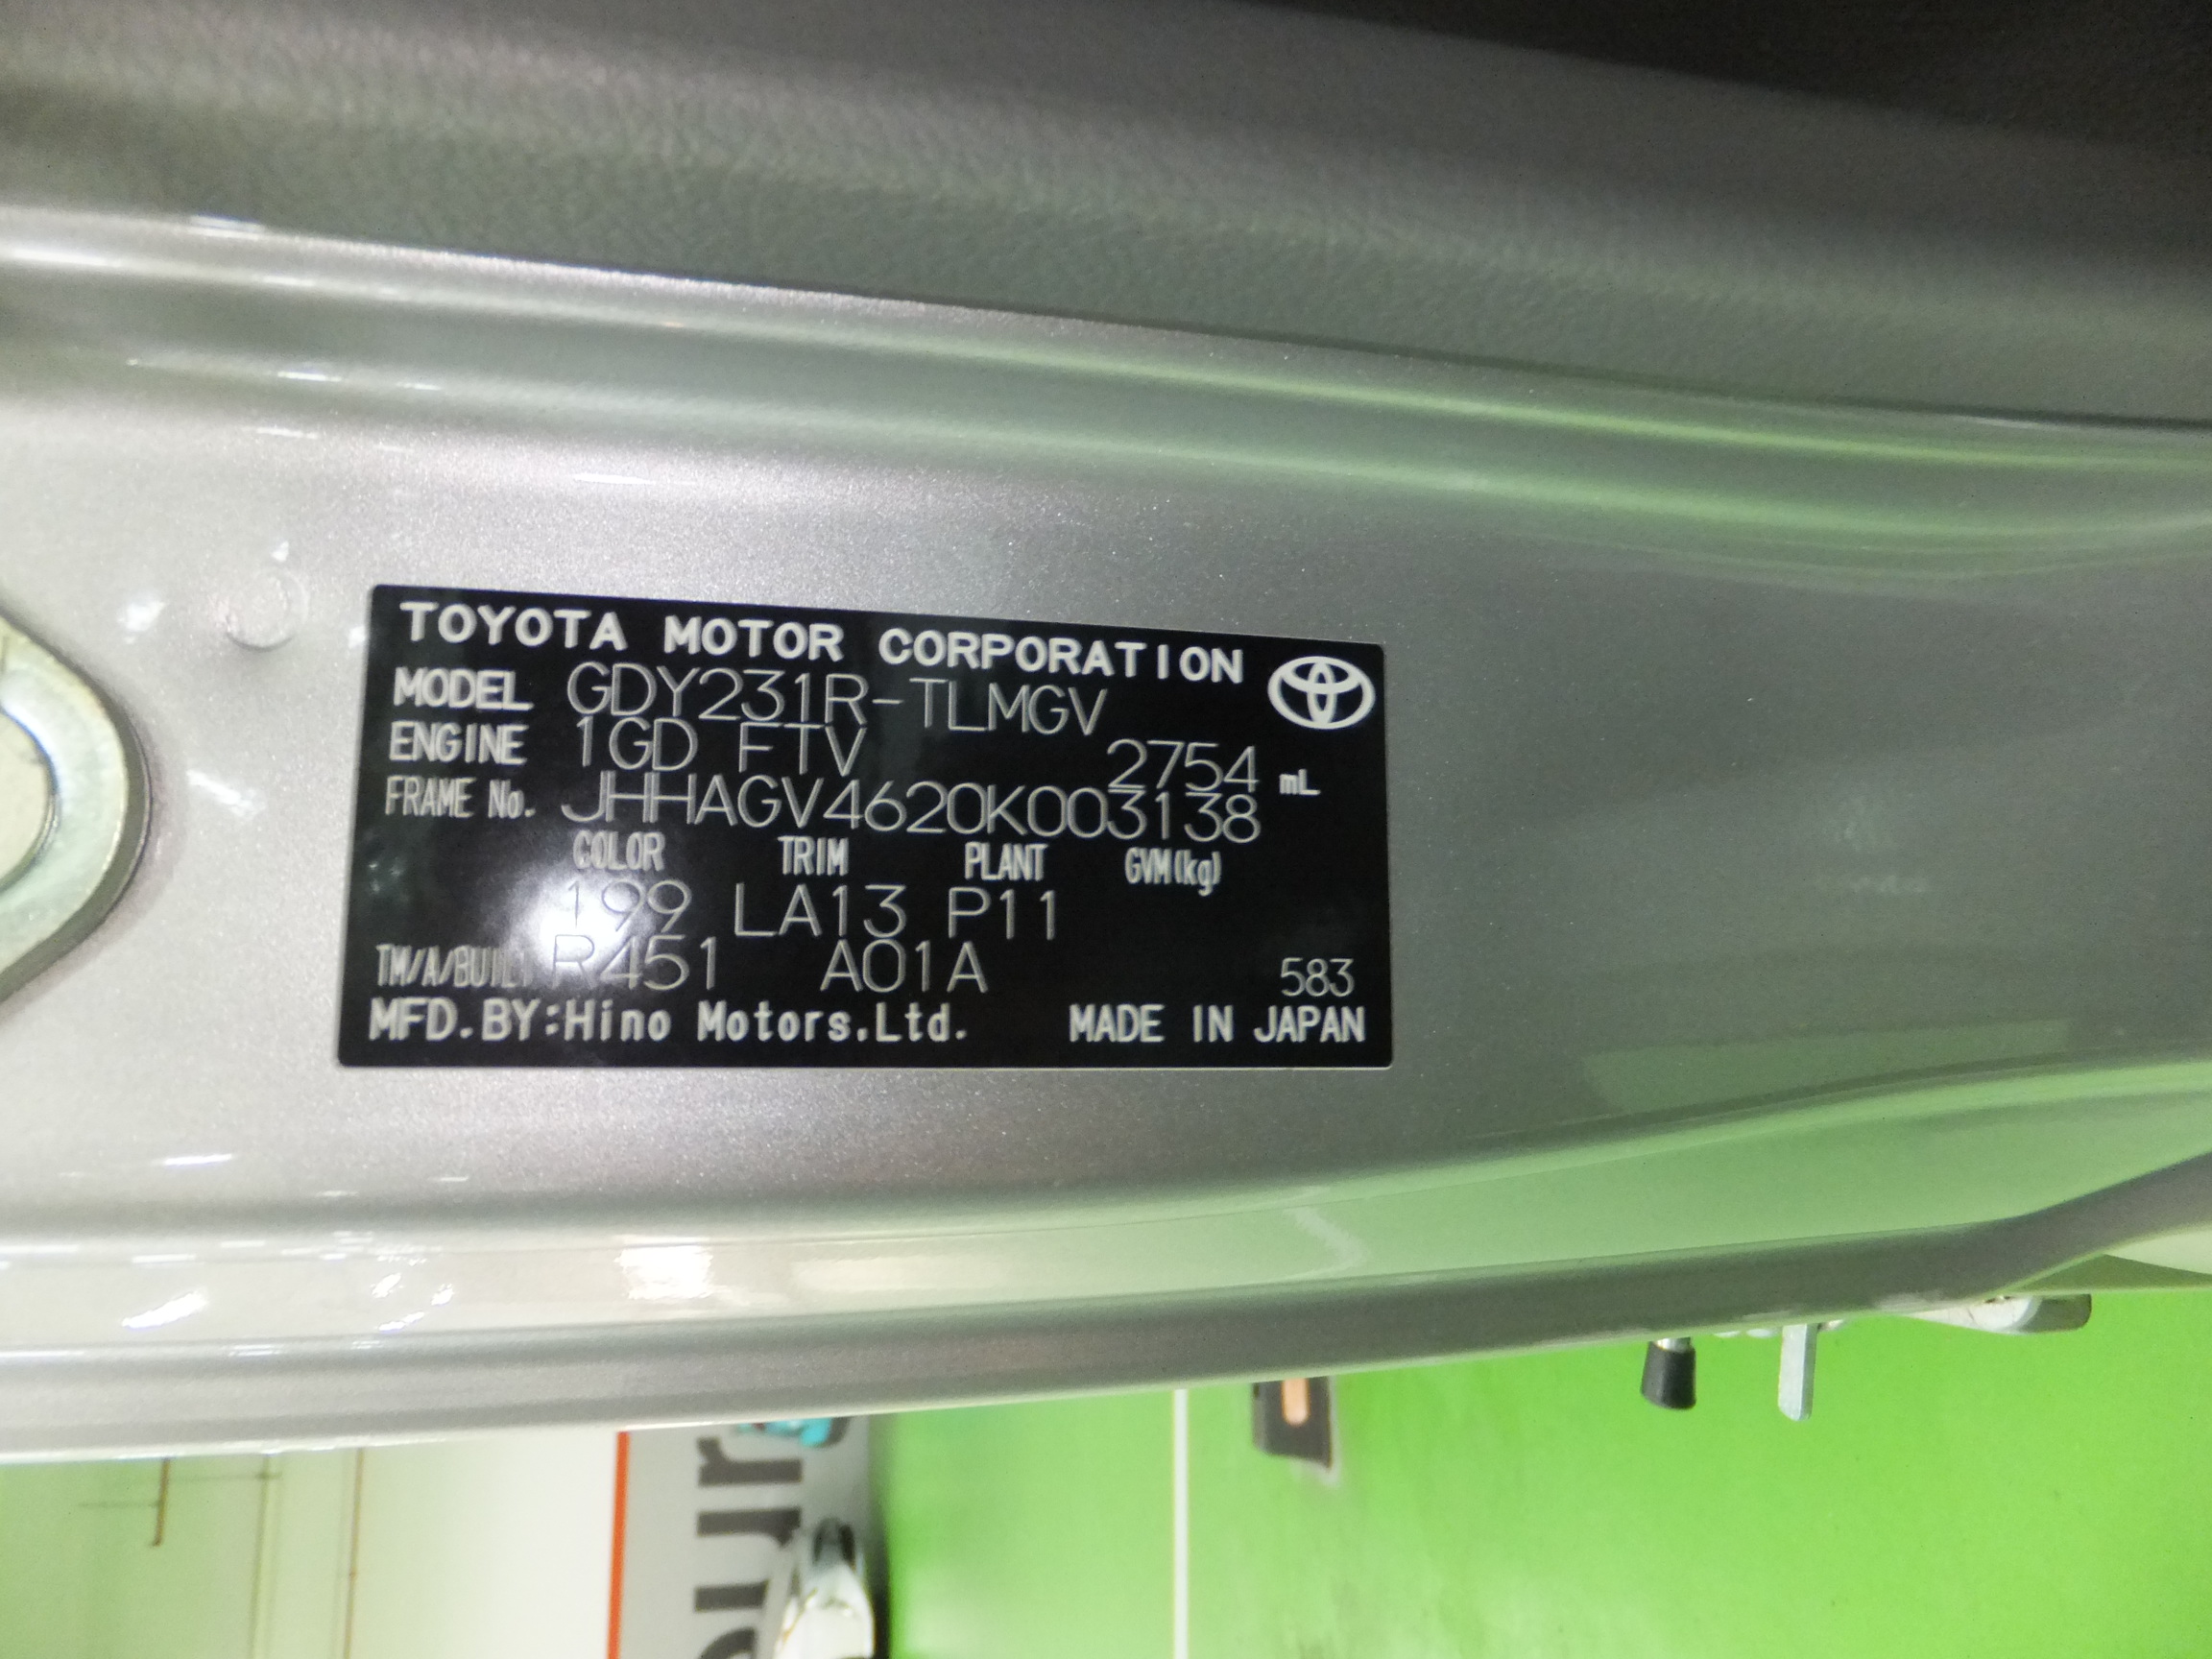 TOYOTA MOTOR CORPORATION
MODEL GDY231R-TLMGV
ENGINE 1GD FTV 2754 mL
FRAME No. JHHAGV4620K003138
COLOR TRIM PLANT GVM(kg)
199 LA13 P11
TM/A/BUILT R451 A01A 583
MFD.BY:Hino Motors,Ltd. MADE IN JAPAN